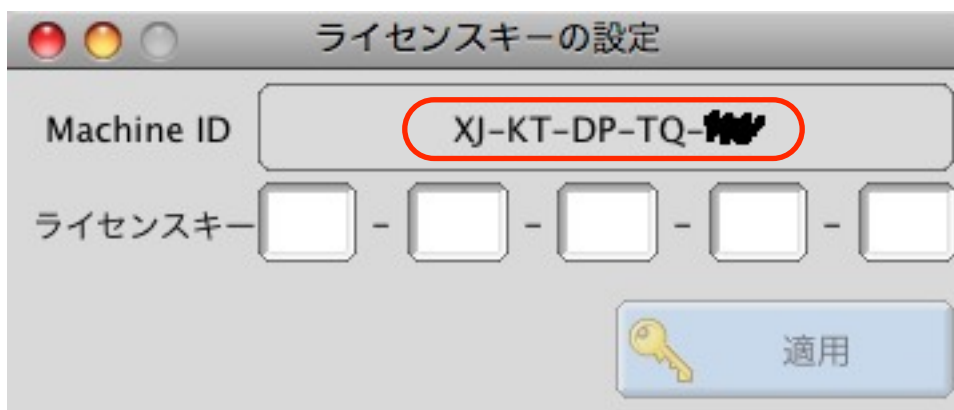 ライセンスキーの設定
Machine ID XJ-KT-DP-TQ-
ライセンスキー - - - -
適用